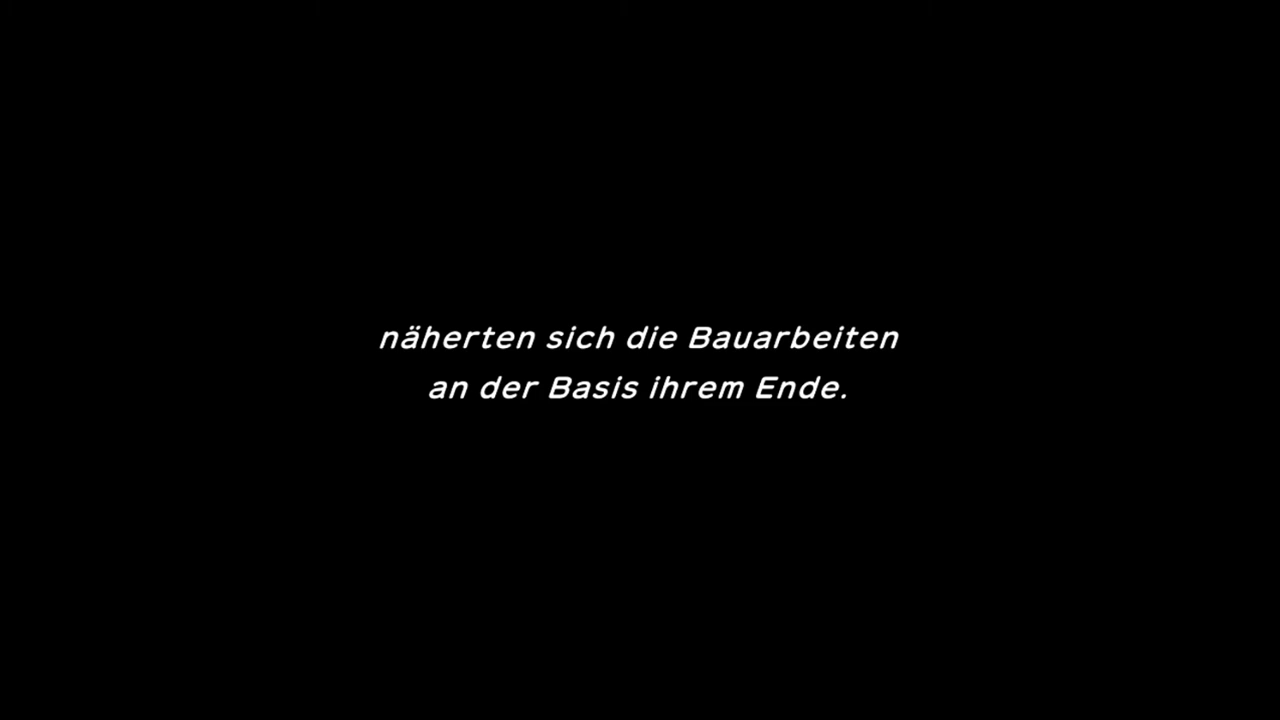 näherten sich die Bauarbeiten
an der Basis ihrem Ende.